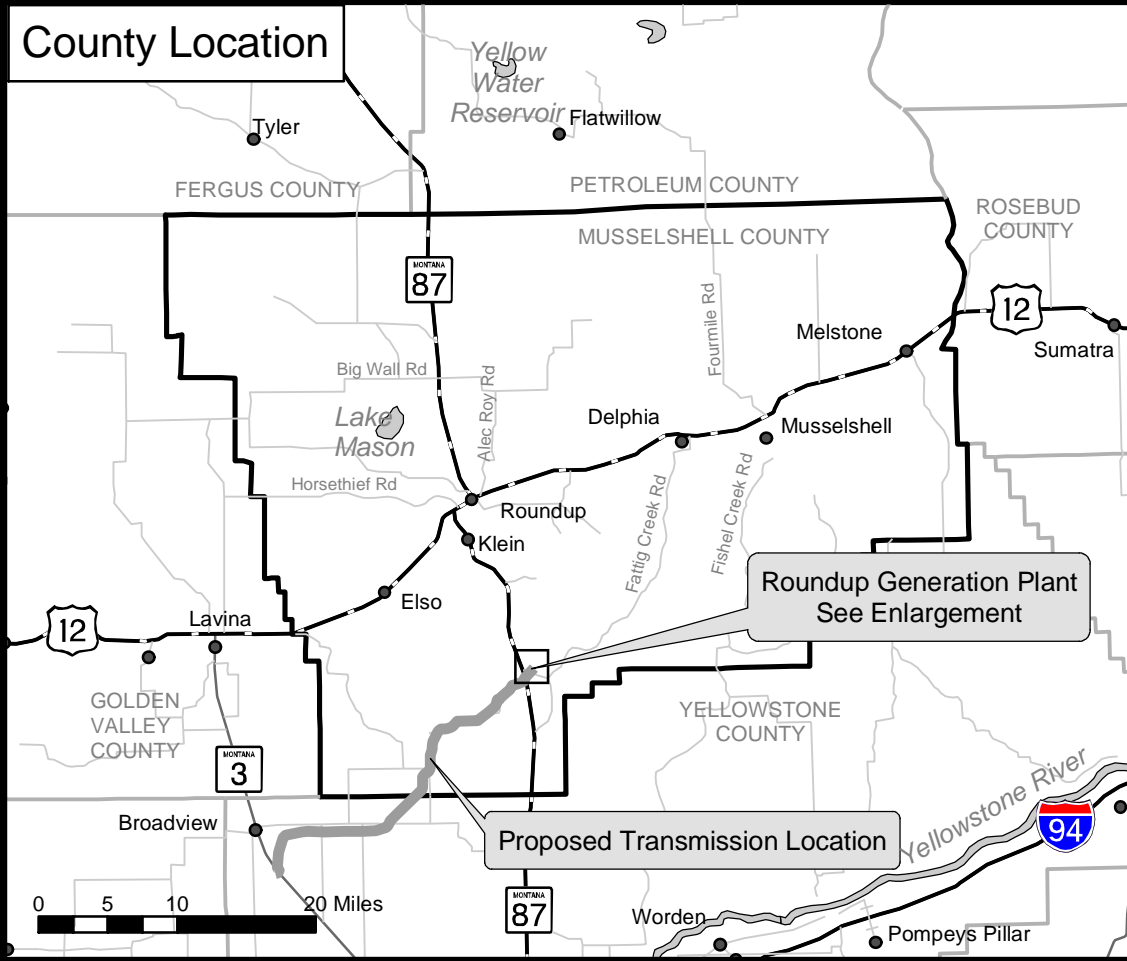 County Location
Yellow
Water
Reservoir
Flatwillow
Tyler
FERGUS COUNTY
PETROLEUM COUNTY
ROSEBUD
COUNTY
MUSSELSHELL COUNTY
MONTANA
87
12
Fourmile Rd
Melstone
Sumatra
Big Wall Rd
Alec Roy Rd
Lake
Mason
Delphia
Musselshell
Horsethief Rd
Roundup
Klein
Fattig Creek Rd
Fishel Creek Rd
Roundup Generation Plant
See Enlargement
Elso
Lavina
12
GOLDEN
VALLEY
COUNTY
YELLOWSTONE
COUNTY
MONTANA
3
Broadview
Proposed Transmission Location
Yellowstone River
94
0 5 10 20 Miles
MONTANA
87
Worden
Pompeys Pillar